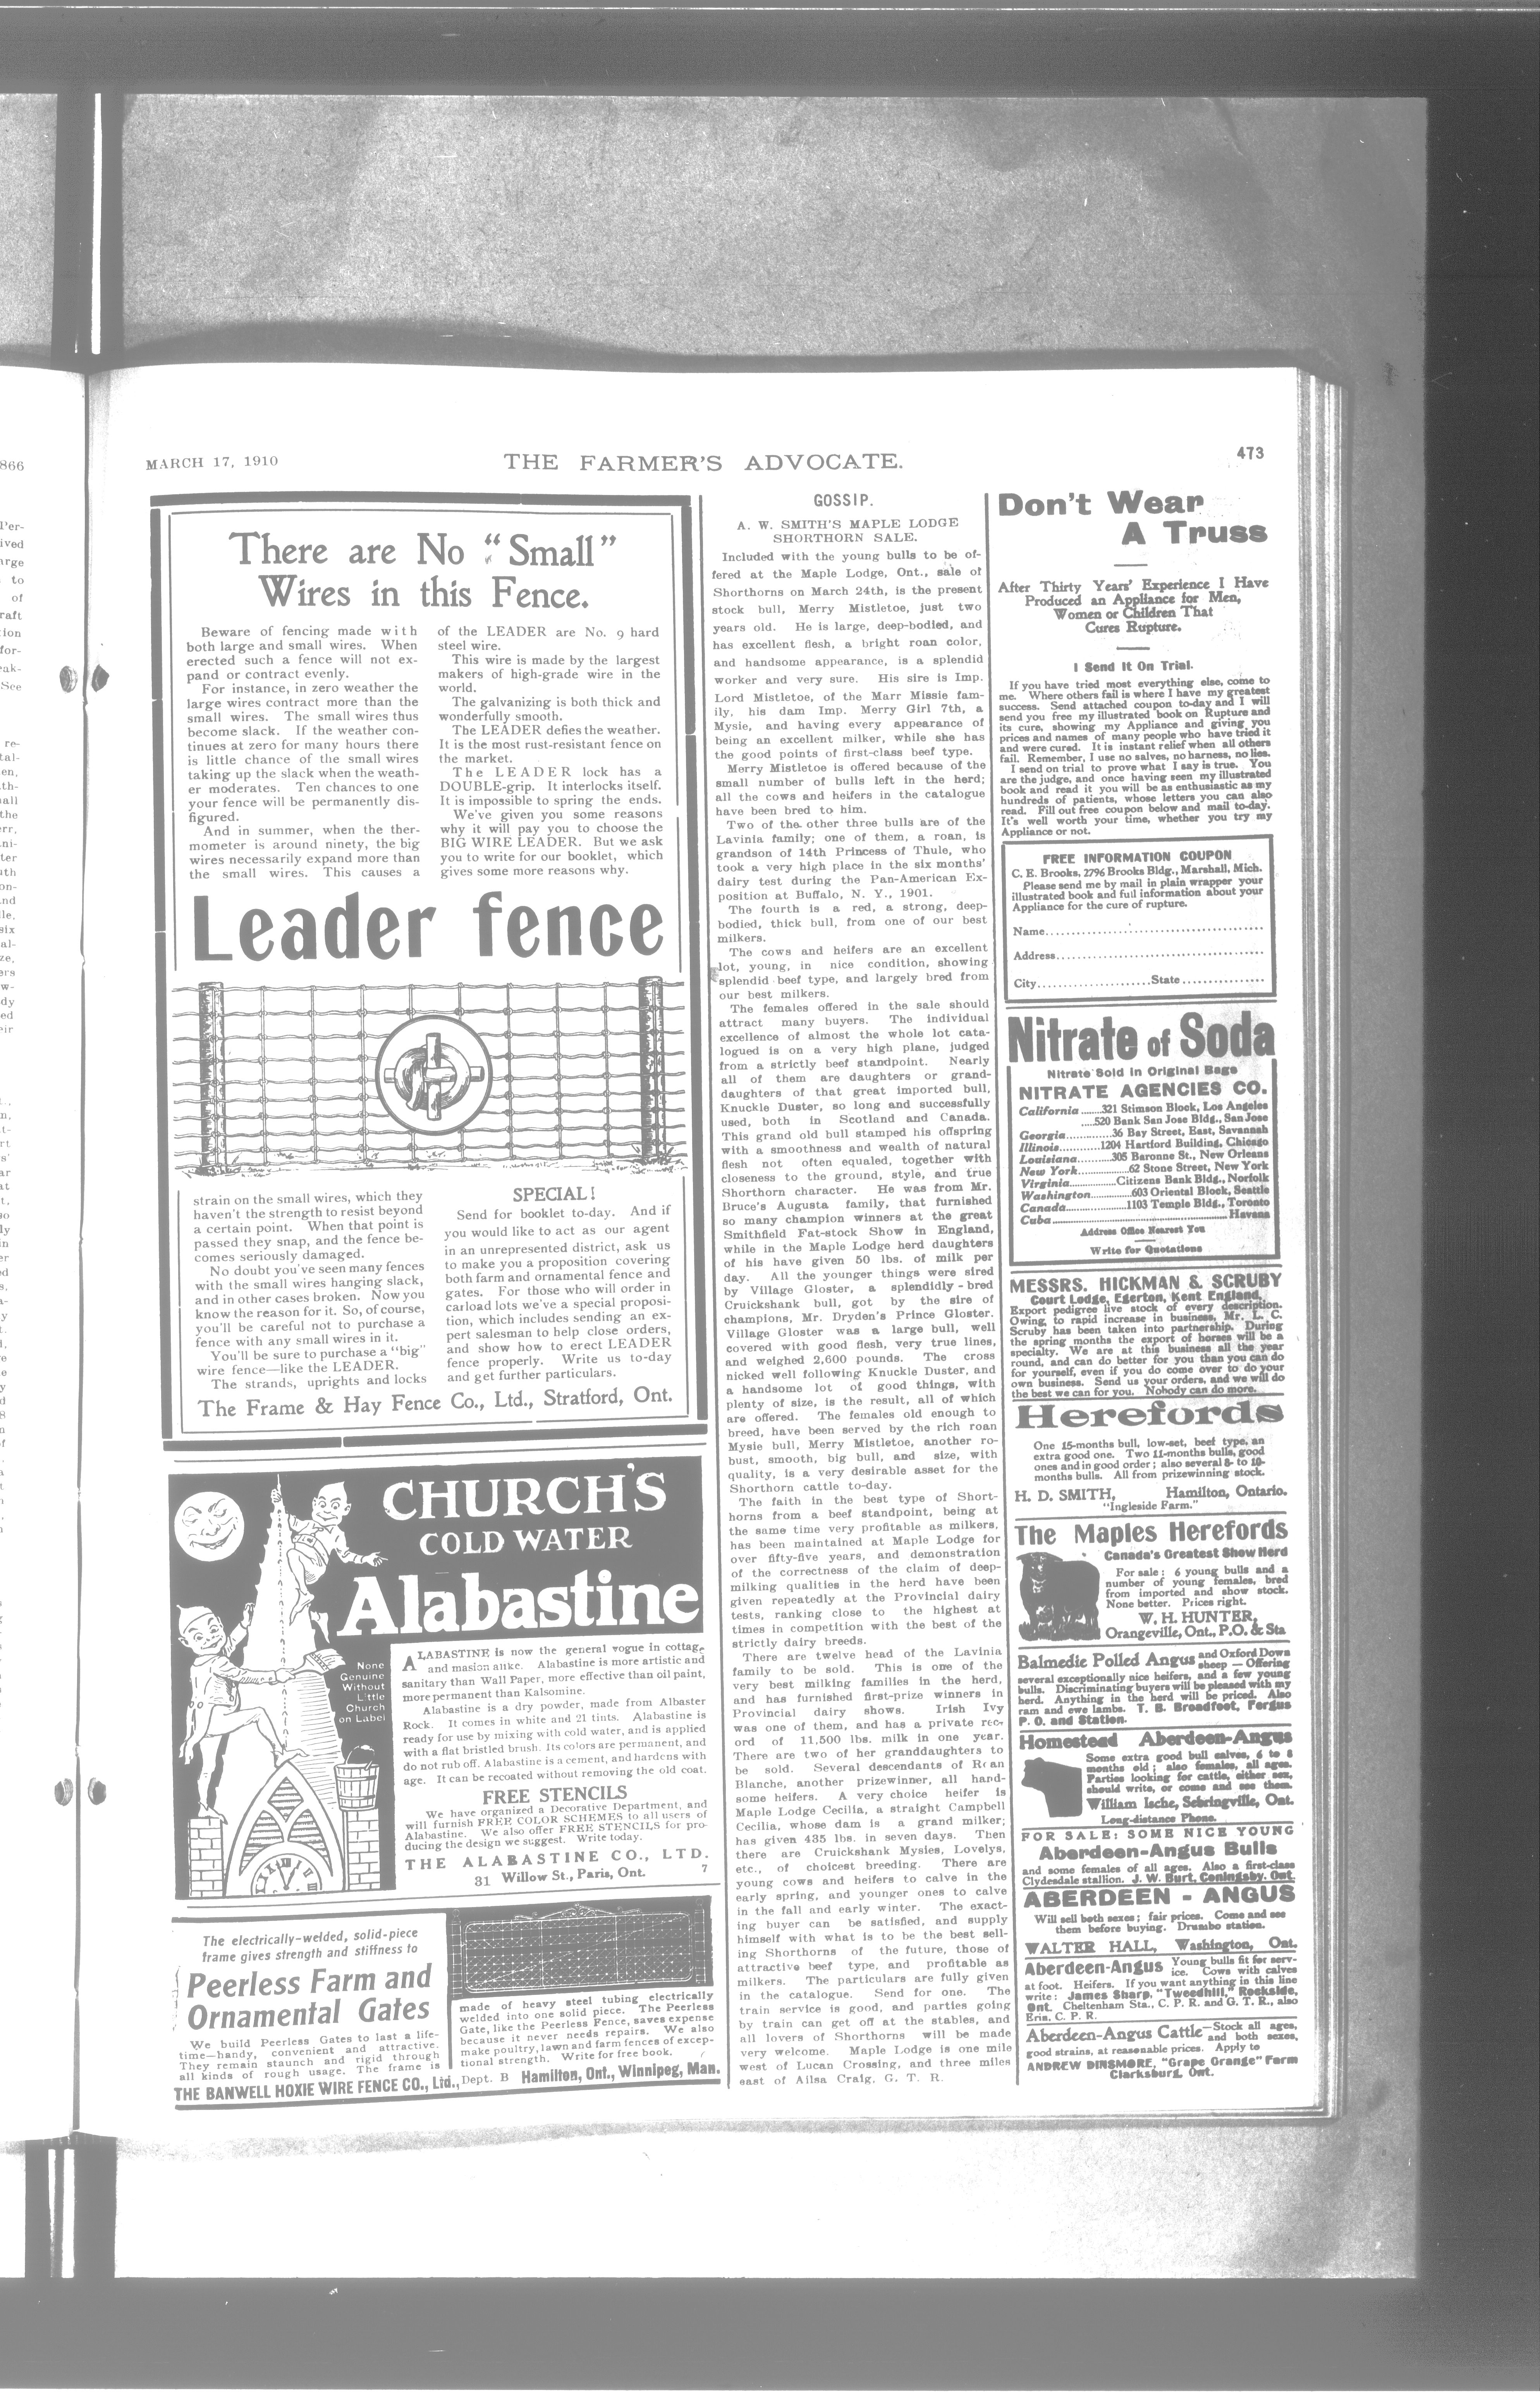 MARCH 17, 1910
THE FARMER'S ADVOCATE.
473
There are No "Small"
Wires in this Fence.
Beware of fencing made with
both large and small wires. When
erected such a fence will not ex-
pand or contract evenly.
For instance, in zero weather the
large wires contract more than the
small wires. The small wires thus
become slack. If the weather con-
tinues at zero for many hours there
is little chance of the small wires
taking up the slack when the weath-
er moderates. Ten chances to one
your fence will be permanently dis-
figured.
And in summer, when the ther-
mometer is around ninety, the big
wires necessarily expand more than
the small wires. This causes a
of the LEADER are No. 9 hard
steel wire.
This wire is made by the largest
makers of high-grade wire in the
world.
The galvanizing is both thick and
wonderfully smooth.
The LEADER defies the weather.
It is the most rust-resistant fence on
the market.
The LEADER lock has a
DOUBLE-grip. It interlocks itself.
It is impossible to spring the ends.
We've given you some reasons
why it will pay you to choose the
BIG WIRE LEADER. But we ask
you to write for our booklet, which
gives some more reasons why.
Leader fence
strain on the small wires, which they
haven't the strength to resist beyond
a certain point. When that point is
passed they snap, and the fence be-
comes seriously damaged.
No doubt you've seen many fences
with the small wires hanging slack,
and in other cases broken. Now you
know the reason for it. So, of course,
you'll be careful not to purchase a
fence with any small wires in it.
You'll be sure to purchase a "big"
wire fence—like the LEADER.
The strands, uprights and locks
SPECIAL!
Send for booklet to-day. And if
you would like to act as our agent
in an unrepresented district, ask us
to make you a proposition covering
both farm and ornamental fence and
gates. For those who will order in
carload lots we've a special proposi-
tion, which includes sending an ex-
pert salesman to help close orders,
and show how to erect LEADER
fence properly. Write us to-day
and get further particulars.
The Frame & Hay Fence Co., Ltd., Stratford, Ont.
CHURCH'S
COLD WATER
Alabastine
None
Genuine
Without
Little
Church
on Label
ALABASTINE is now the general vogue in cottage
and masion alike. Alabastine is more artistic and
sanitary than Wall Paper, more effective than oil paint,
more permanent than Kalsomine.
Alabastine is a dry powder, made from Albaster
Rock. It comes in white and 21 tints. Alabastine is
ready for use by mixing with cold water, and is applied
with a flat bristled brush. Its colors are permanent, and
do not rub off. Alabastine is a cement, and hardens with
age. It can be recoated without removing the old coat.
FREE STENCILS
We have organized a Decorative Department, and
will furnish FREE COLOR SCHEMES to all users of
Alabastine. We also offer FREE STENCILS for pro-
ducing the design we suggest. Write today.
THE ALABASTINE CO., LTD.
31 Willow St., Paris, Ont. 7
The electrically-welded, solid-piece
frame gives strength and stiffness to
Peerless Farm and
Ornamental Gates
We build Peerless Gates to last a life-
time—handy, convenient and attractive.
They remain staunch and rigid through
all kinds of rough usage. The frame is
made of heavy steel tubing electrically
welded into one solid piece. The Peerless
Gate, like the Peerless Fence, saves expense
because it never needs repairs. We also
make poultry, lawn and farm fences of excep-
tional strength. Write for free book.
THE BANWELL HOXIE WIRE FENCE CO., Ltd., Dept. B Hamilton, Ont., Winnipeg, Man.
GOSSIP.
A. W. SMITH'S MAPLE LODGE
SHORTHORN SALE.
Included with the young bulls to be of-
fered at the Maple Lodge, Ont., sale of
Shorthorns on March 24th, is the present
stock bull, Merry Mistletoe, just two
years old. He is large, deep-bodied, and
has excellent flesh, a bright roan color,
and handsome appearance, is a splendid
worker and very sure. His sire is Imp.
Lord Mistletoe, of the Marr Missie fam-
ily, his dam Imp. Merry Girl 7th, a
Mysie, and having every appearance of
being an excellent milker, while she has
the good points of first-class beef type.
Merry Mistletoe is offered because of the
small number of bulls left in the herd;
all the cows and heifers in the catalogue
have been bred to him.
Two of the other three bulls are of the
Lavinia family; one of them, a roan, is
grandson of 14th Princess of Thule, who
took a very high place in the six months'
dairy test during the Pan-American Ex-
position at Buffalo, N. Y., 1901.
The fourth is a red, a strong, deep-
bodied, thick bull, from one of our best
milkers.
The cows and heifers are an excellent
lot, young, in nice condition, showing
splendid beef type, and largely bred from
our best milkers.
The females offered in the sale should
attract many buyers. The individual
excellence of almost the whole lot cata-
logued is on a very high plane, judged
from a strictly beef standpoint. Nearly
all of them are daughters or grand-
daughters of that great imported bull,
Knuckle Duster, so long and successfully
used, both in Scotland and Canada.
This grand old bull stamped his offspring
with a smoothness and wealth of natural
flesh not often equaled, together with
closeness to the ground, style, and true
Shorthorn character. He was from Mr.
Bruce's Augusta family, that furnished
so many champion winners at the great
Smithfield Fat-stock Show in England,
while in the Maple Lodge herd daughters
of his have given 50 lbs. of milk per
day. All the younger things were sired
by Village Gloster, a splendidly-bred
Cruickshank bull, got by the sire of
champions, Mr. Dryden's Prince Gloster.
Village Gloster was a large bull, well
covered with good flesh, very true lines,
and weighed 2,600 pounds. The cross
nicked well following Knuckle Duster, and
a handsome lot of good things, with
plenty of size, is the result, all of which
are offered. The females old enough to
breed, have been served by the rich roan
Mysie bull, Merry Mistletoe, another ro-
bust, smooth, big bull, and size, with
quality, is a very desirable asset for the
Shorthorn cattle to-day.
The faith in the best type of Short-
horns from a beef standpoint, being at
the same time very profitable as milkers,
has been maintained at Maple Lodge for
over fifty-five years, and demonstration
of the correctness of the claim of deep-
milking qualities in the herd have been
given repeatedly at the Provincial dairy
tests, ranking close to the highest at
times in competition with the best of the
strictly dairy breeds.
There are twelve head of the Lavinia
family to be sold. This is one of the
very best milking families in the herd,
and has furnished first-prize winners in
Provincial dairy shows. Irish Ivy
was one of them, and has a private rec-
ord of 11,500 lbs. milk in one year.
There are two of her granddaughters to
be sold. Several descendants of Roan
Blanche, another prizewinner, all hand-
some heifers. A very choice heifer is
Maple Lodge Cecilia, a straight Campbell
Cecilia, whose dam is a grand milker;
has given 435 lbs. in seven days. Then
there are Cruickshank Mysies, Lovelys,
etc., of choicest breeding. There are
young cows and heifers to calve in the
early spring, and younger ones to calve
in the fall and early winter. The exact-
ing buyer can be satisfied, and supply
himself with what is to be the best sell-
ing Shorthorns of the future, those of
attractive beef type, and profitable as
milkers. The particulars are fully given
in the catalogue. Send for one. The
train service is good, and parties going
by train can get off at the stables, and
all lovers of Shorthorns will be made
very welcome. Maple Lodge is one mile
west of Lucan Crossing, and three miles
east of Ailsa Craig, G. T. R.
Don't Wear
A Truss
After Thirty Years' Experience I Have
Produced an Appliance for Men,
Women or Children That
Cures Rupture.
I Send It On Trial.
If you have tried most everything else, come to
me. Where others fail is where I have my greatest
success. Send attached coupon to-day and I will
send you free my illustrated book on Rupture and
its cure, showing my Appliance and giving you
prices and names of many people who have tried it
and were cured. It is instant relief when all others
fail. Remember, I use no salves, no harness, no lies.
I send on trial to prove what I say is true. You
are the judge, and once having seen my illustrated
book and read it you will be as enthusiastic as my
hundreds of patients, whose letters you can also
read. Fill out free coupon below and mail to-day.
It's well worth your time, whether you try my
Appliance or not.
FREE INFORMATION COUPON
C. E. Brooks, 2796 Brooks Bldg., Marshall, Mich.
Please send me by mail in plain wrapper your
illustrated book and full information about your
Appliance for the cure of rupture.
Name..............................
Address..............................
City....................State...............
Nitrate of Soda
Nitrate Sold in Original Bags
NITRATE AGENCIES CO.
California ........321 Stimson Block, Los Angeles
.....520 Bank San Jose Bldg., San Jose
Georgia............36 Bay Street, East, Savannah
Illinois............1204 Hartford Building, Chicago
Louisiana..........305 Baronne St., New Orleans
New York..............62 Stone Street, New York
Virginia..............Citizens Bank Bldg., Norfolk
Washington...........603 Oriental Block, Seattle
Canada...................1103 Temple Bldg., Toronto
Cuba..............................Havana
Address Office Nearest You
Write for Quotations
MESSRS. HICKMAN & SCRUBY
Court Lodge, Egerton, Kent England,
Export pedigree live stock of every description.
Owing to rapid increase in business, Mr. L. C.
Scruby has been taken into partnership. During
the spring months the export of horses will be a
specialty. We are at this business all the year
round, and can do better for you than you can do
for yourself, even if you do come over to do your
own business. Send us your orders, and we will do
the best we can for you. Nobody can do more.
Herefords
One 15-months bull, low-set, beef type, an
extra good one. Two 11-months bulls, good
ones and in good order; also several 8- to 10-
months bulls. All from prizewinning stock.
H. D. SMITH, Hamilton, Ontario.
"Ingleside Farm."
The Maples Herefords
Canada's Greatest Show Herd
For sale: 6 young bulls and a
number of young females, bred
from imported and show stock.
None better. Prices right.
W. H. HUNTER,
Orangeville, Ont., P.O. & Sta
Balmedie Polled Angus and Oxford Down
sheep — Offering
several exceptionally nice heifers, and a few young
bulls. Discriminating buyers will be pleased with my
herd. Anything in the herd will be priced. Also
ram and ewe lambs. T. B. Broadfoot, Fergus
P. O. and Station.
Homestead Aberdeen-Angus
Some extra good bull calves, 6 to 8
months old; also females, all ages.
Parties looking for cattle, either sex,
should write, or come and see them.
William Ische, Sebringville, Ont.
Long-distance Phone.
FOR SALE: SOME NICE YOUNG
Aberdeen-Angus Bulls
and some females of all ages. Also a first-class
Clydesdale stallion. J. W. Burt, Coningsby, Ont.
ABERDEEN - ANGUS
Will sell both sexes; fair prices. Come and see
them before buying. Drumbo station.
WALTER HALL, Washington, Ont.
Aberdeen-Angus Young bulls fit for serv-
ice. Cows with calves
at foot. Heifers. If you want anything in this line
write: James Sharp, "Tweedhill," Rockside,
Ont. Cheltenham Sta., C. P. R. and G. T. R., also
Erin, C. P. R.
Aberdeen-Angus Cattle—Stock all ages,
and both sexes,
good strains, at reasonable prices. Apply to
ANDREW DINSMORE, "Grape Grange" Farm
Clarksburg, Ont.